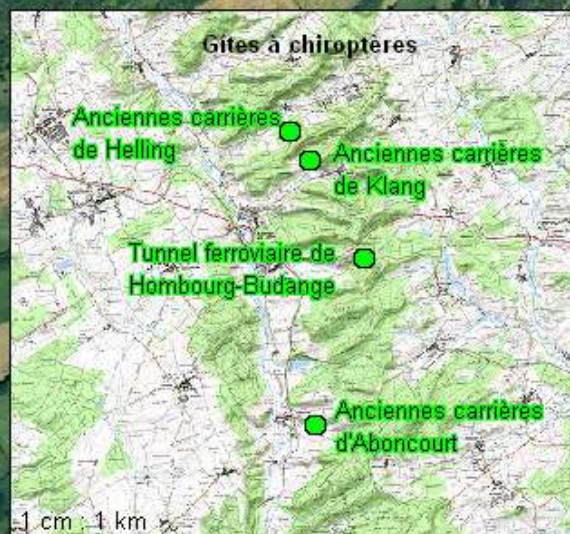 Gîtes à chiroptères
Anciennes carrières
de Helling
Anciennes carrières
de Klang
Tunnel ferroviaire de
Hombourg-Budange
Anciennes carrières
d'Aboncourt
1 cm : 1 km